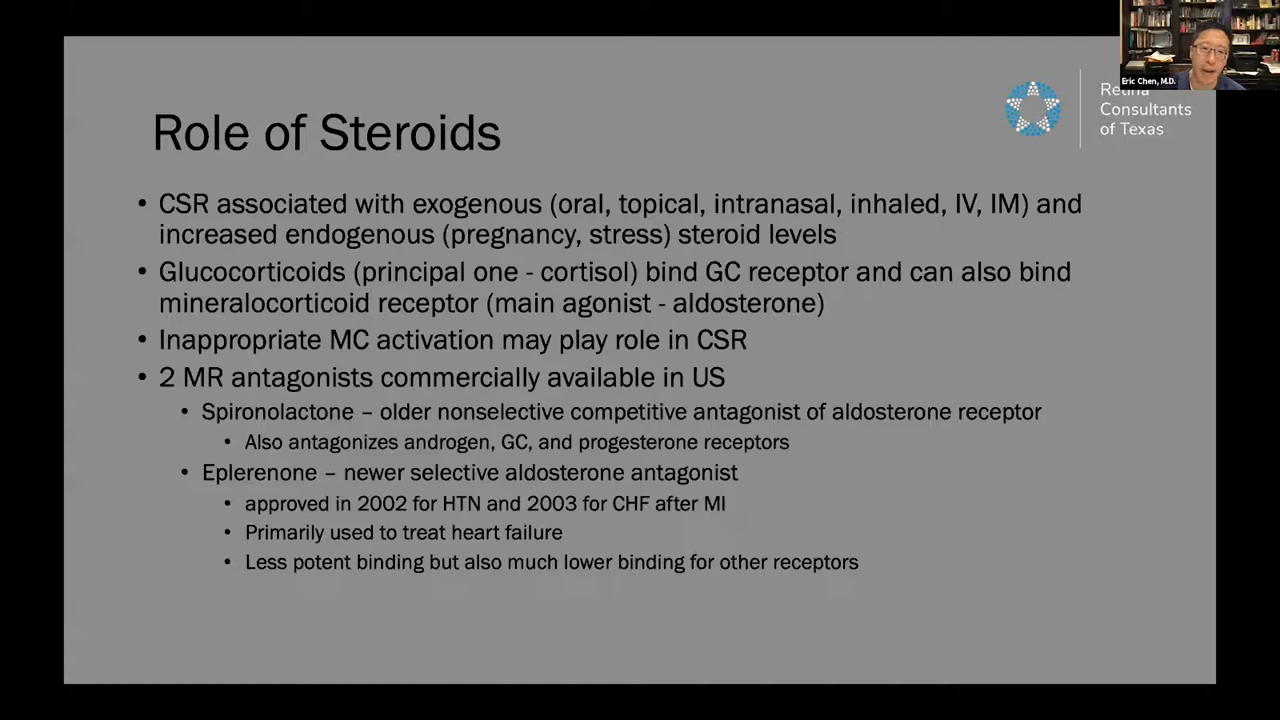 Eric Chen, M.D.
Retina
Consultants
of Texas
Role of Steroids
• CSR associated with exogenous (oral, topical, intranasal, inhaled, IV, IM) and
increased endogenous (pregnancy, stress) steroid levels
• Glucocorticoids (principal one - cortisol) bind GC receptor and can also bind
mineralocorticoid receptor (main agonist - aldosterone)
• Inappropriate MC activation may play role in CSR
• 2 MR antagonists commercially available in US
• Spironolactone – older nonselective competitive antagonist of aldosterone receptor
• Also antagonizes androgen, GC, and progesterone receptors
• Eplerenone – newer selective aldosterone antagonist
• approved in 2002 for HTN and 2003 for CHF after MI
• Primarily used to treat heart failure
• Less potent binding but also much lower binding for other receptors